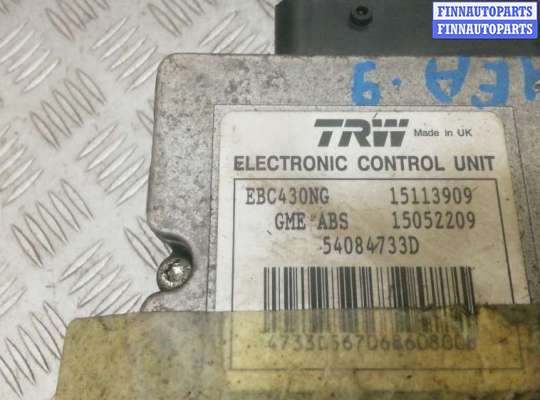 FINNAUTOPARTS
FINNAUTOPARTS
TRW Made in UK
ELECTRONIC CONTROL UNIT
EBC430NG 15113909
GME ABS 15052209
54084733D